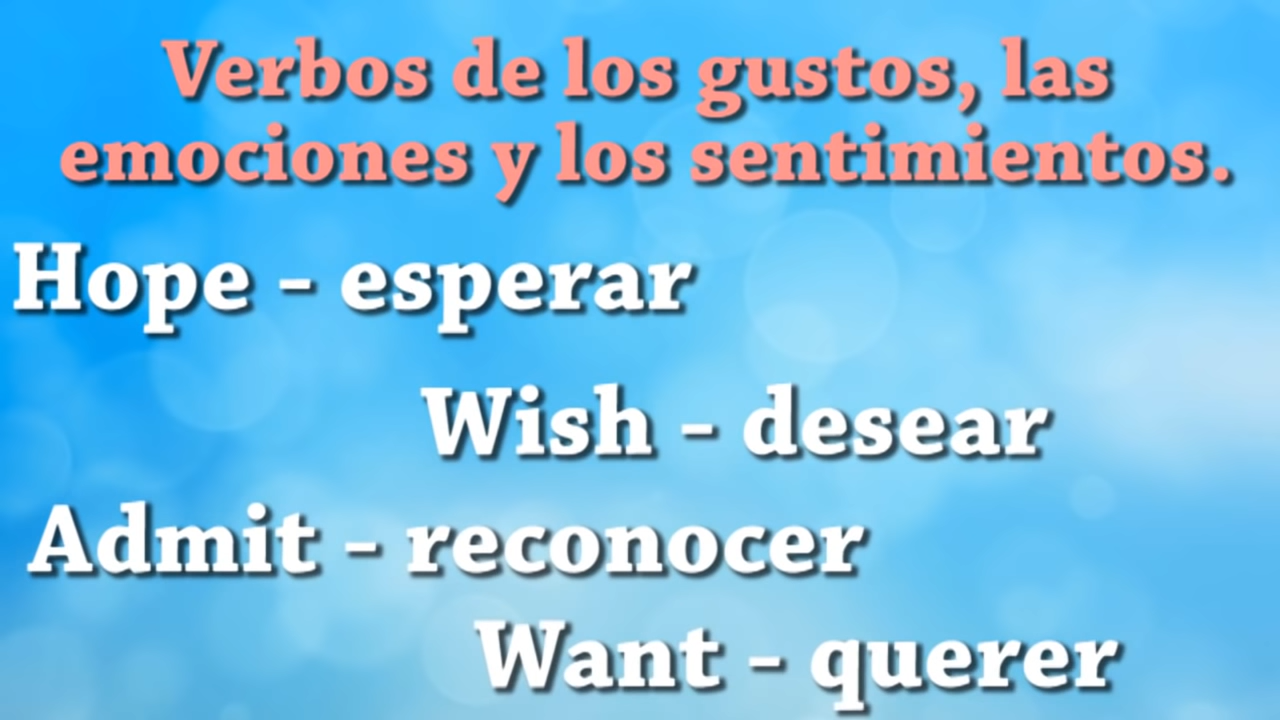 Verbos de los gustos, las
emociones y los sentimientos.
Hope - esperar
Wish - desear
Admit - reconocer
Want - querer